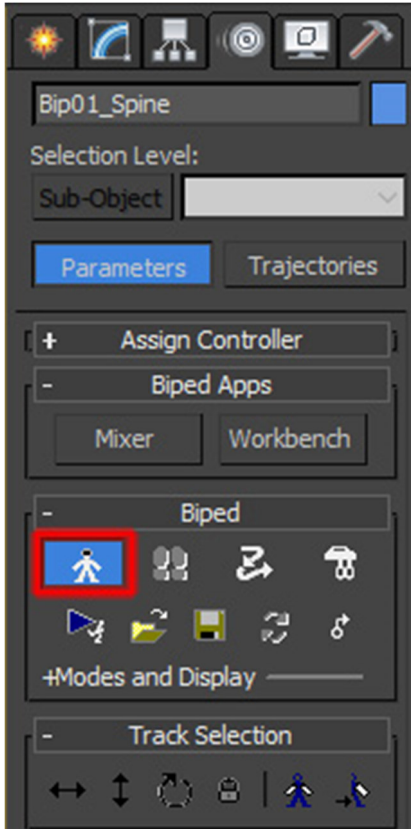 Bip01_Spine
Selection Level:
Sub-Object
Parameters Trajectories
+ Assign Controller
- Biped Apps
Mixer Workbench
- Biped
+Modes and Display
- Track Selection